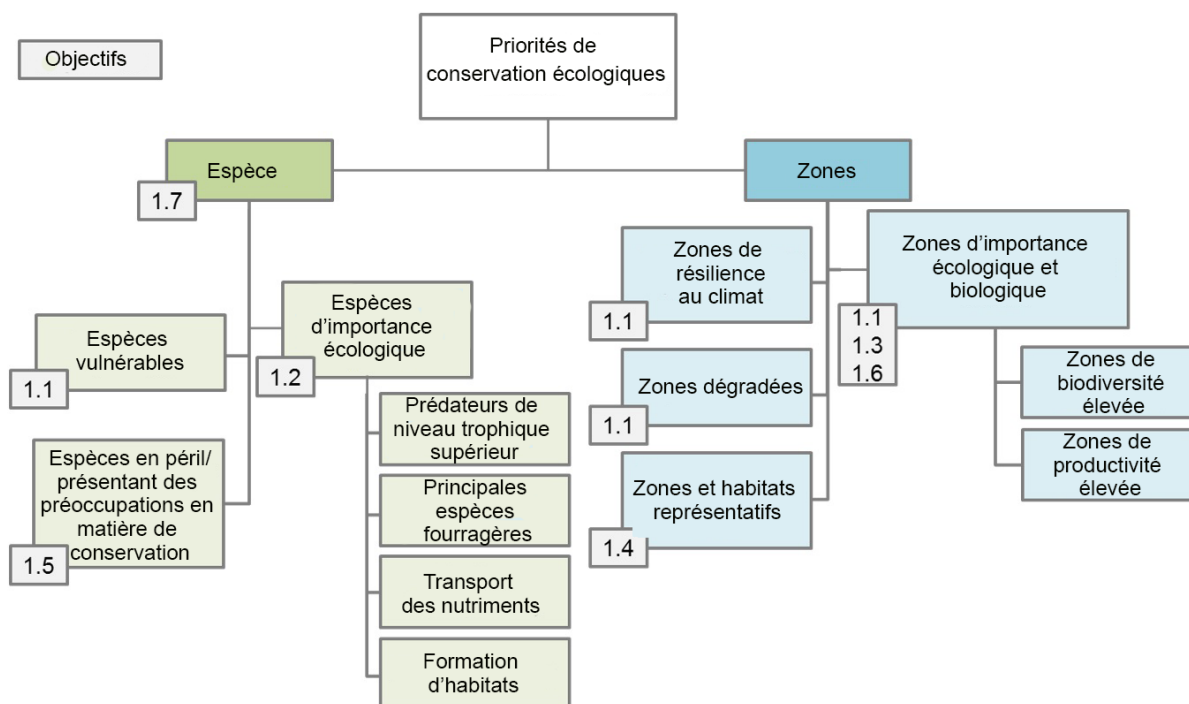 Objectifs
Priorités de
conservation écologiques
Espèce
1.7
Espèces
vulnérables
1.1
Espèces en péril/
présentant des
préoccupations en
matière de
conservation
1.5
Espèces
d’importance
écologique
1.2
Prédateurs de
niveau trophique
supérieur
Principales
espèces
fourragères
Transport
des nutriments
Formation
d’habitats
Zones
Zones de
résilience
au climat
1.1
Zones dégradées
1.1
Zones et habitats
représentatifs
1.4
Zones d’importance
écologique et
biologique
1.1
1.3
1.6
Zones de
biodiversité
élevée
Zones de
productivité
élevée